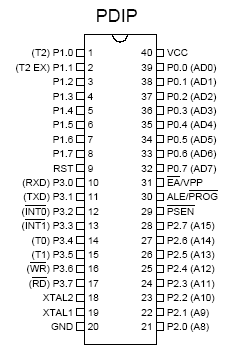 PDIP
(T2) P1.0 1 40 VCC
(T2 EX) P1.1 2 39 P0.0 (AD0)
P1.2 3 38 P0.1 (AD1)
P1.3 4 37 P0.2 (AD2)
P1.4 5 36 P0.3 (AD3)
P1.5 6 35 P0.4 (AD4)
P1.6 7 34 P0.5 (AD5)
P1.7 8 33 P0.6 (AD6)
RST 9 32 P0.7 (AD7)
(RXD) P3.0 10 31 E̅A̅/VPP
(TXD) P3.1 11 30 ALE/P̅R̅O̅G̅
(I̅N̅T̅0̅) P3.2 12 29 P̅S̅E̅N̅
(I̅N̅T̅1̅) P3.3 13 28 P2.7 (A15)
(T0) P3.4 14 27 P2.6 (A14)
(T1) P3.5 15 26 P2.5 (A13)
(W̅R̅) P3.6 16 25 P2.4 (A12)
(R̅D̅) P3.7 17 24 P2.3 (A11)
XTAL2 18 23 P2.2 (A10)
XTAL1 19 22 P2.1 (A9)
GND 20 21 P2.0 (A8)